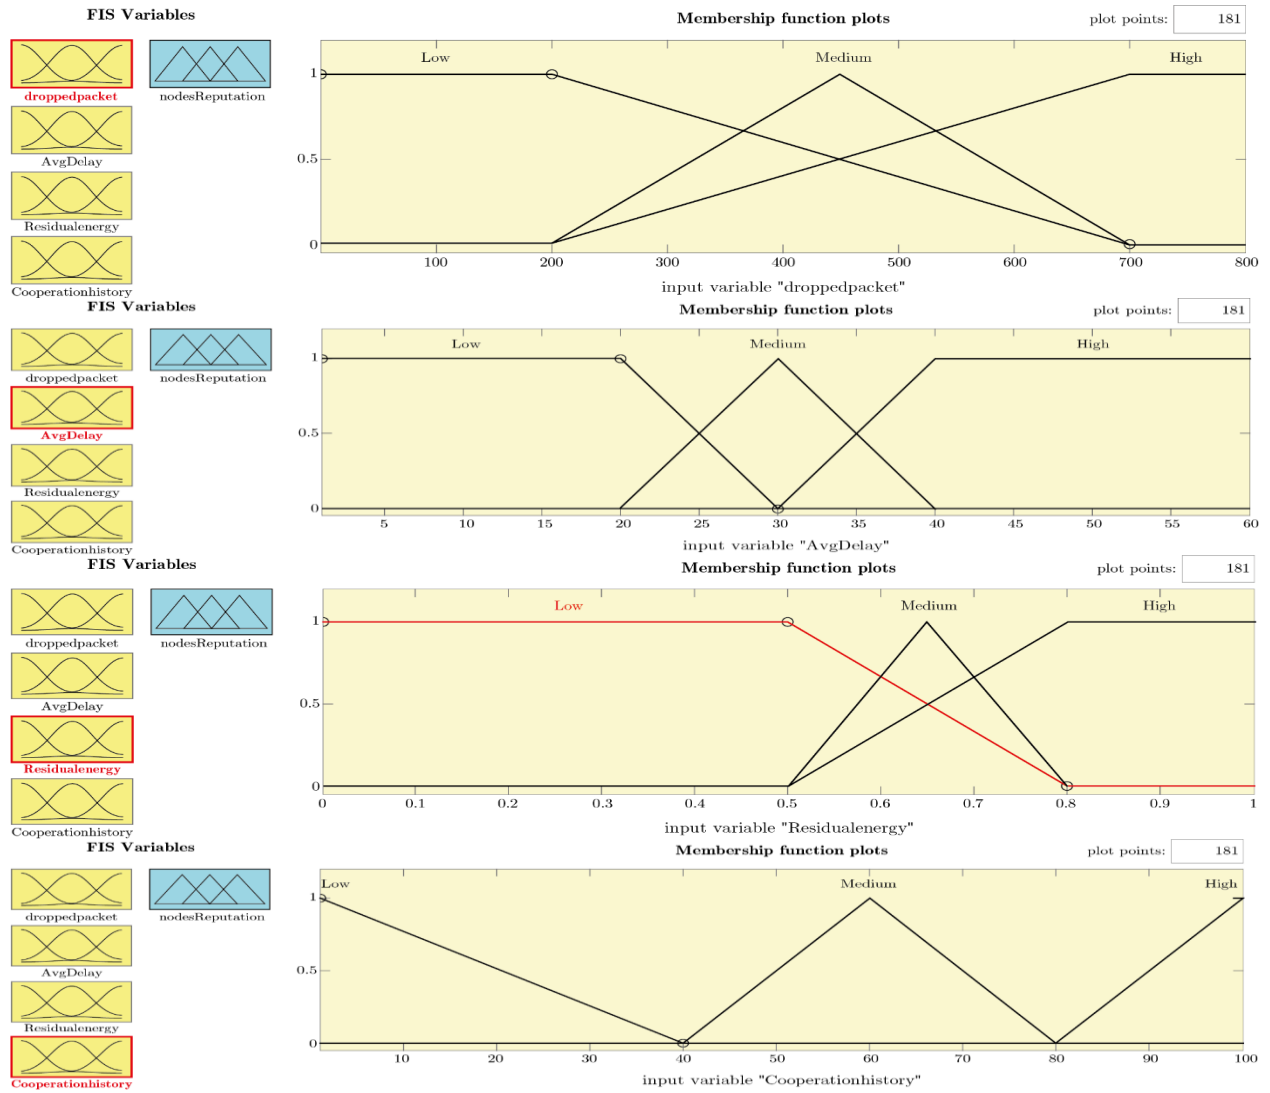 FIS Variables
Membership function plots
plot points: 181
droppedpacket
nodesReputation
AvgDelay
Residualenergy
Cooperationhistory
Low
Medium
High
1
0.5
0
100 200 300 400 500 600 700 800
input variable "droppedpacket"
FIS Variables
Membership function plots
plot points: 181
droppedpacket
nodesReputation
AvgDelay
Residualenergy
Cooperationhistory
Low
Medium
High
1
0.5
0
5 10 15 20 25 30 35 40 45 50 55 60
input variable "AvgDelay"
FIS Variables
Membership function plots
plot points: 181
droppedpacket
nodesReputation
AvgDelay
Residualenergy
Cooperationhistory
Low
Medium
High
1
0.5
0
0 0.1 0.2 0.3 0.4 0.5 0.6 0.7 0.8 0.9 1
input variable "Residualenergy"
FIS Variables
Membership function plots
plot points: 181
droppedpacket
nodesReputation
AvgDelay
Residualenergy
Cooperationhistory
Low
Medium
High
1
0.5
0
10 20 30 40 50 60 70 80 90 100
input variable "Cooperationhistory"